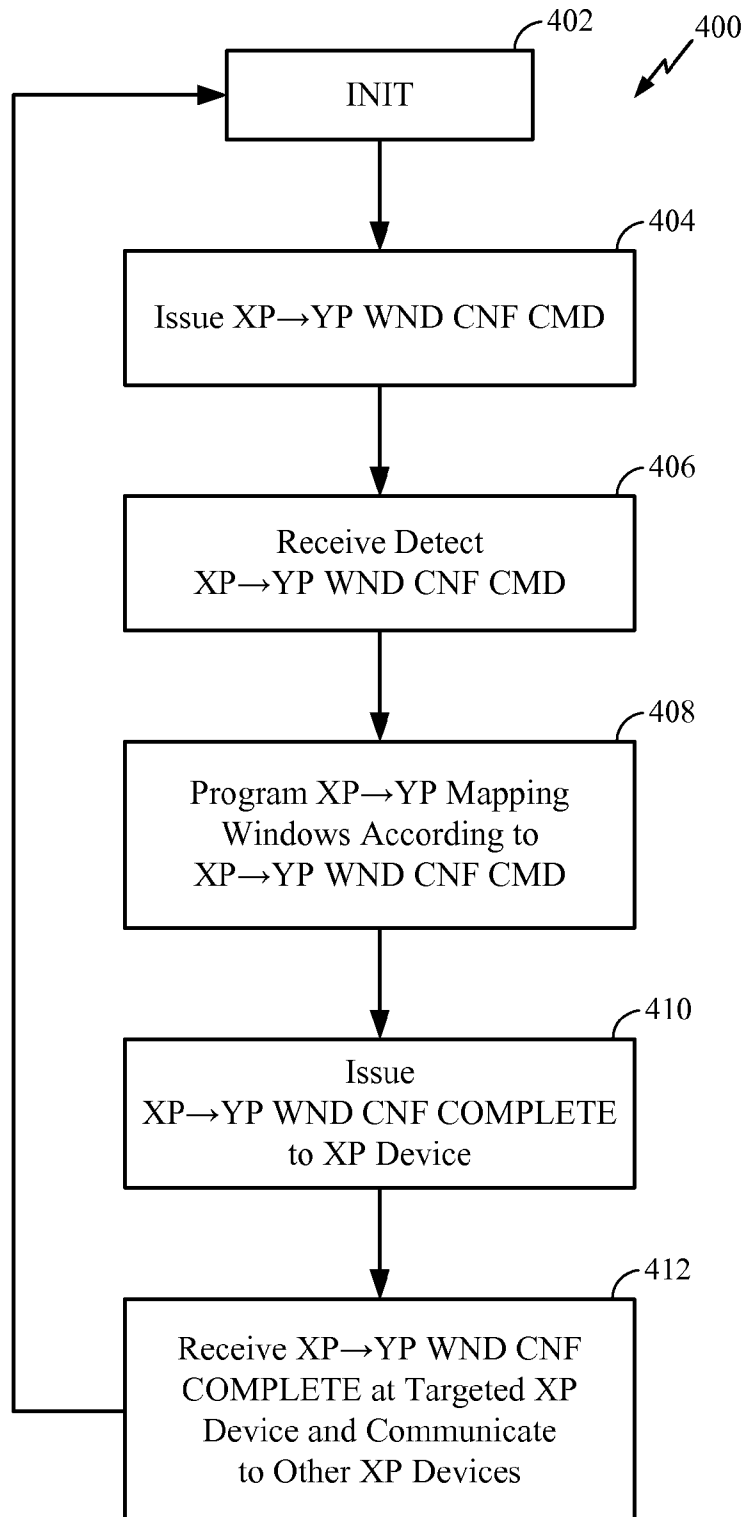 402
400
INIT
404
Issue XP→YP WND CNF CMD
406
Receive Detect
XP→YP WND CNF CMD
408
Program XP→YP Mapping
Windows According to
XP→YP WND CNF CMD
410
Issue
XP→YP WND CNF COMPLETE
to XP Device
412
Receive XP→YP WND CNF
COMPLETE at Targeted XP
Device and Communicate
to Other XP Devices